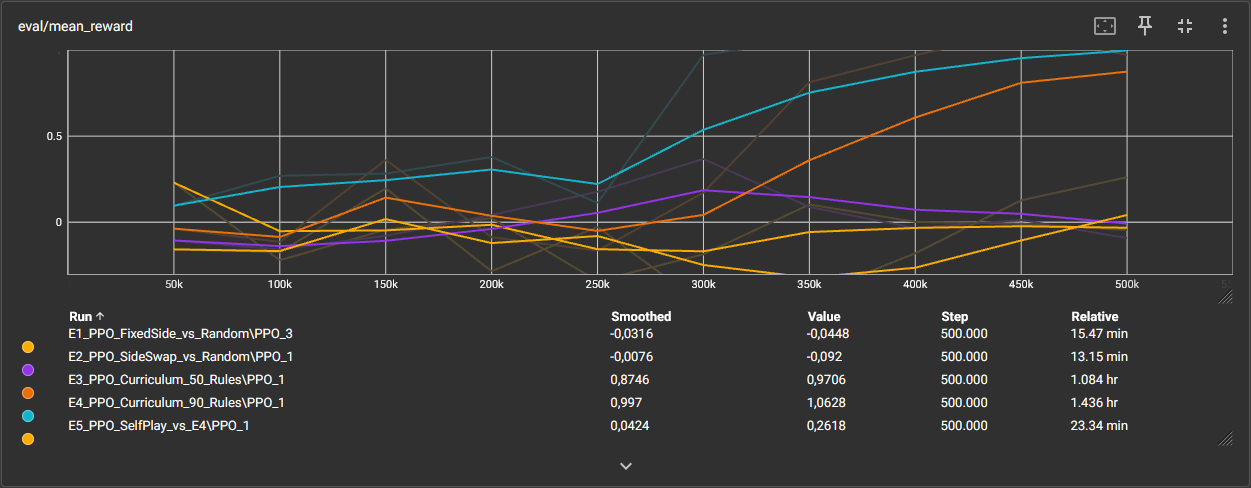 eval/mean_reward
0.5
0
50k 100k 150k 200k 250k 300k 350k 400k 450k 500k
Run Smoothed Value Step Relative
E1_PPO_FixedSide_vs_Random\PPO_3 -0,0316 -0,0448 500.000 15.47 min
E2_PPO_SideSwap_vs_Random\PPO_1 -0,0076 -0,092 500.000 13.15 min
E3_PPO_Curriculum_50_Rules\PPO_1 0,8746 0,9706 500.000 1.084 hr
E4_PPO_Curriculum_90_Rules\PPO_1 0,997 1,0628 500.000 1.436 hr
E5_PPO_SelfPlay_vs_E4\PPO_1 0,0424 0,2618 500.000 23.34 min